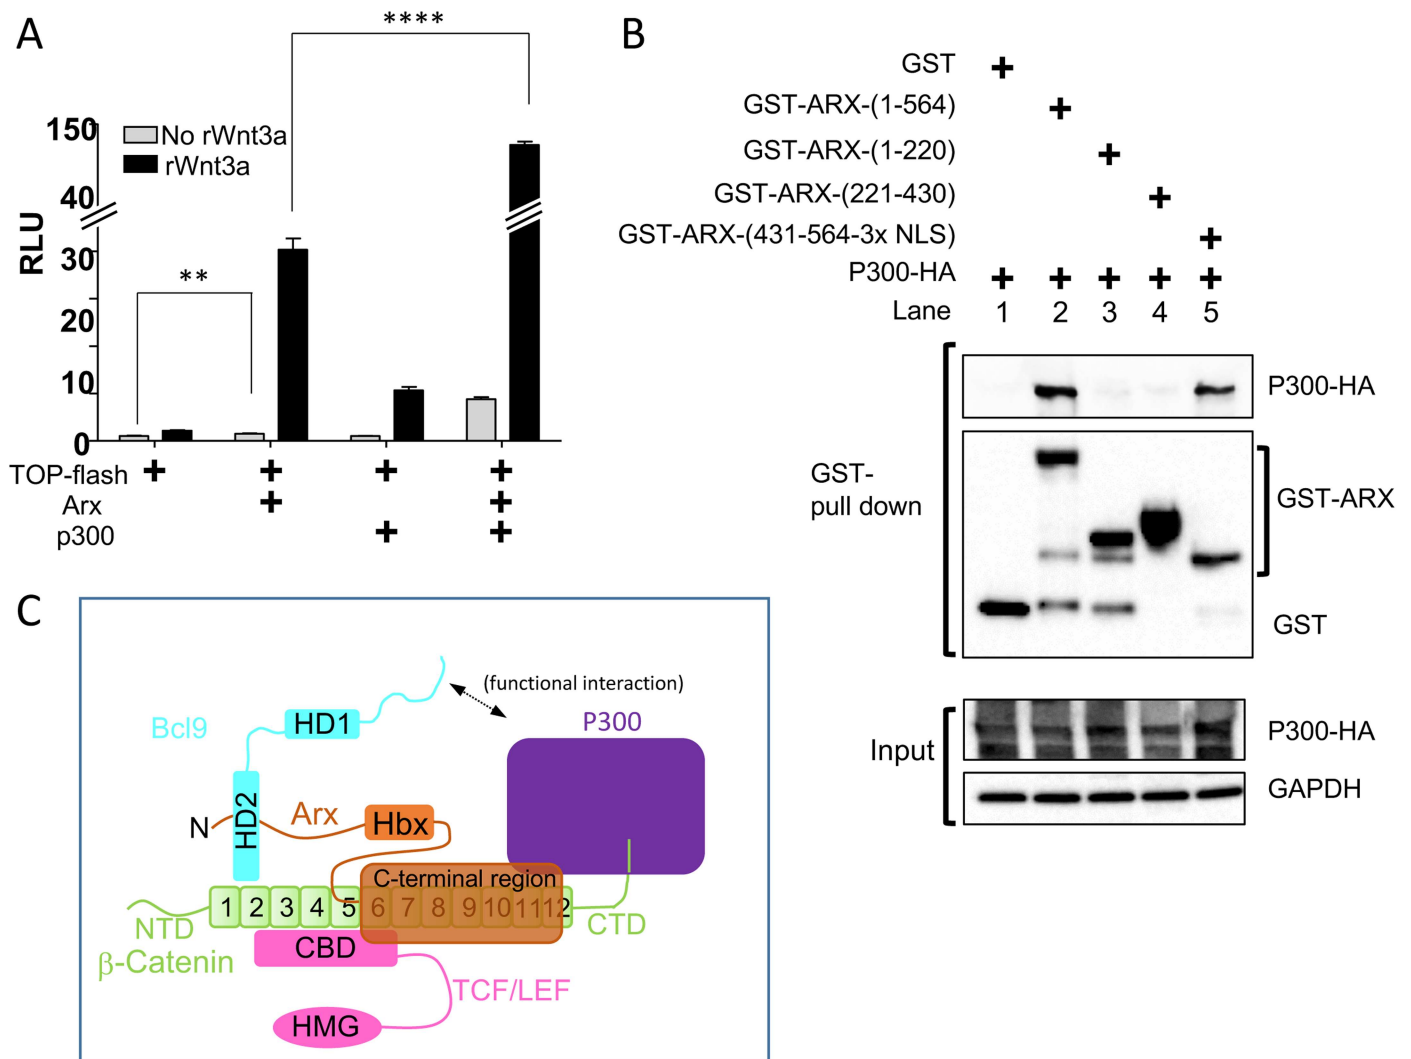 A
****
150
No rWnt3a
rWnt3a
40
RLU
30
**
20
10
0
TOP-flash + + + +
Arx + +
p300 + +
B
GST +
GST-ARX-(1-564) +
GST-ARX-(1-220) +
GST-ARX-(221-430) +
GST-ARX-(431-564-3x NLS) +
P300-HA + + + + +
Lane 1 2 3 4 5
P300-HA
GST-
pull down
GST-ARX
GST
Input
P300-HA
GAPDH
C
(functional interaction)
Bcl9
HD1
P300
HD2
N
Arx
Hbx
C-terminal region
1 2 3 4 5 6 7 8 9 10 11 12
NTD
CTD
β-Catenin
CBD
TCF/LEF
HMG